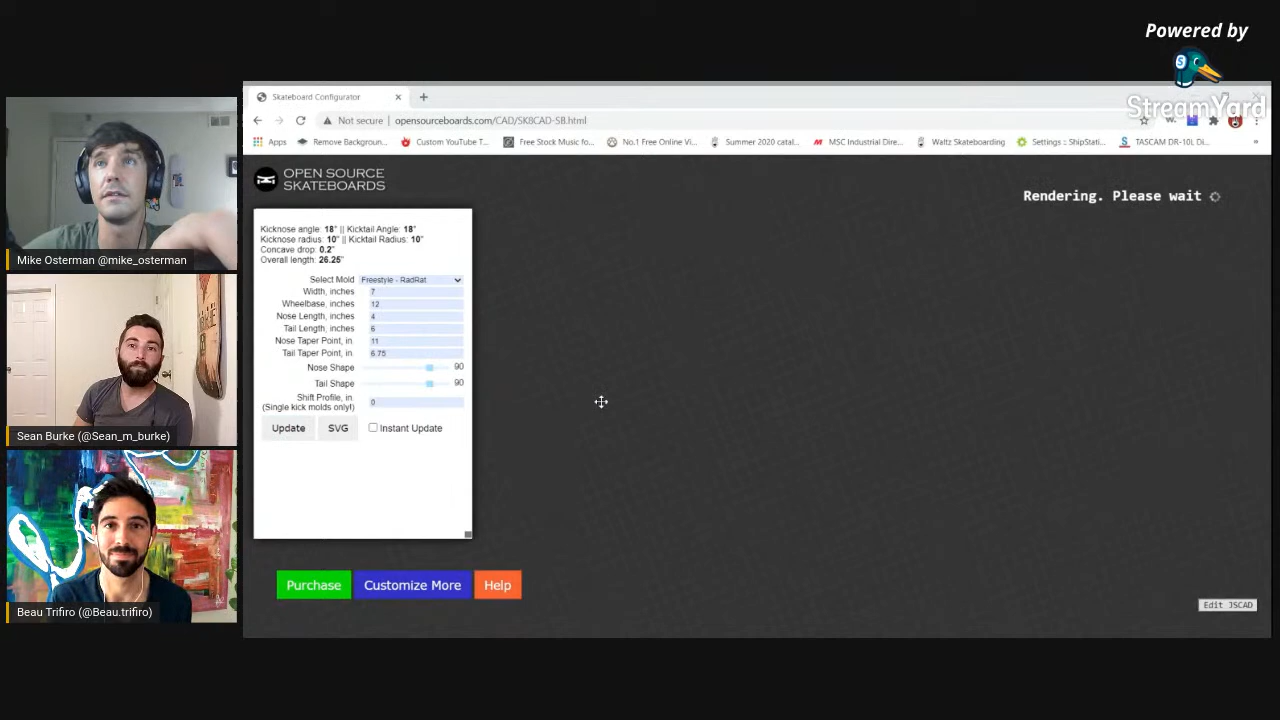 Powered by
StreamYard
Mike Osterman @mike_osterman
Sean Burke (@Sean_m_burke)
Beau Trifiro (@Beau.trifiro)
Skateboard Configurator
Not secure | opensourceboards.com/CAD/SK8CAD-SB.html
Apps
Remove Backgroun...
Custom YouTube T...
Free Stock Music fo...
No.1 Free Online Vi...
Summer 2020 catal...
MSC Industrial Dire...
Waltz Skateboarding
Settings :: ShipStati...
TASCAM DR-10L Di...
OPEN SOURCE
SKATEBOARDS
Rendering. Please wait
Kicknose angle: 18" || Kicktail Angle: 18"
Kicknose radius: 10" || Kicktail Radius: 10"
Concave drop: 0.2"
Overall length: 26.25"
Select Mold Freestyle - RadRat
Width, inches 7
Wheelbase, inches 12
Nose Length, inches 4
Tail Length, inches 6
Nose Taper Point, in. 11
Tail Taper Point, in. 6.75
Nose Shape 90
Tail Shape 90
Shift Profile, in. 0
(Single kick molds only!)
Update SVG Instant Update
Purchase Customize More Help
Edit JSCAD